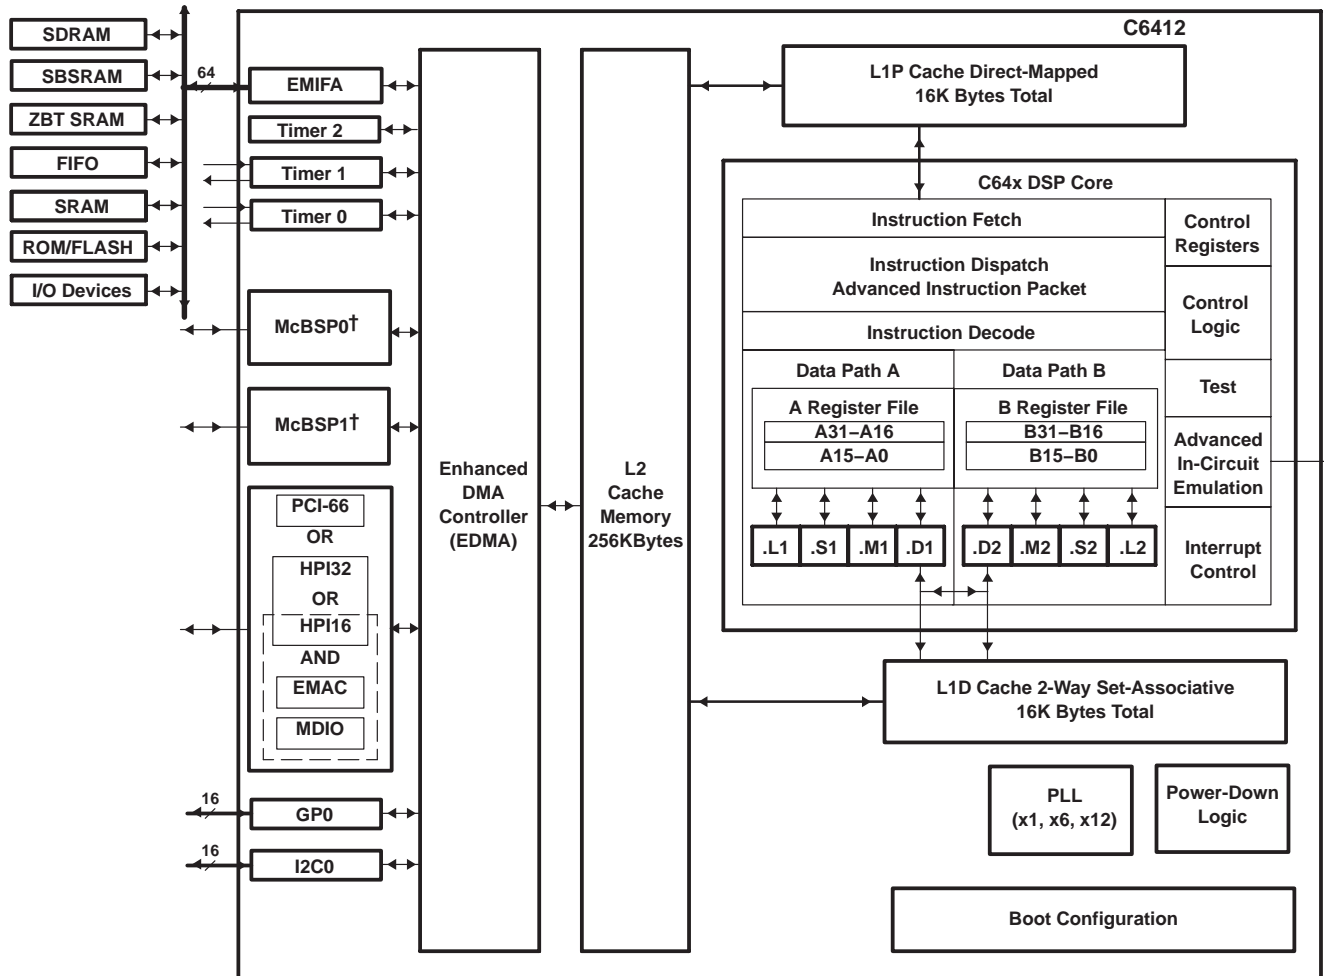 C6412
SDRAM
SBSRAM
ZBT SRAM
FIFO
SRAM
ROM/FLASH
I/O Devices
64
EMIFA
Timer 2
Timer 1
Timer 0
McBSP0†
McBSP1†
PCI-66
OR
HPI32
OR
HPI16
AND
EMAC
MDIO
16
GP0
16
I2C0
Enhanced
DMA
Controller
(EDMA)
L2
Cache
Memory
256KBytes
L1P Cache Direct-Mapped
16K Bytes Total
C64x DSP Core
Instruction Fetch
Instruction Dispatch
Advanced Instruction Packet
Instruction Decode
Data Path A
A Register File
A31–A16
A15–A0
.L1
.S1
.M1
.D1
Data Path B
B Register File
B31–B16
B15–B0
.D2
.M2
.S2
.L2
Control
Registers
Control
Logic
Test
Advanced
In-Circuit
Emulation
Interrupt
Control
L1D Cache 2-Way Set-Associative
16K Bytes Total
PLL
(x1, x6, x12)
Power-Down
Logic
Boot Configuration